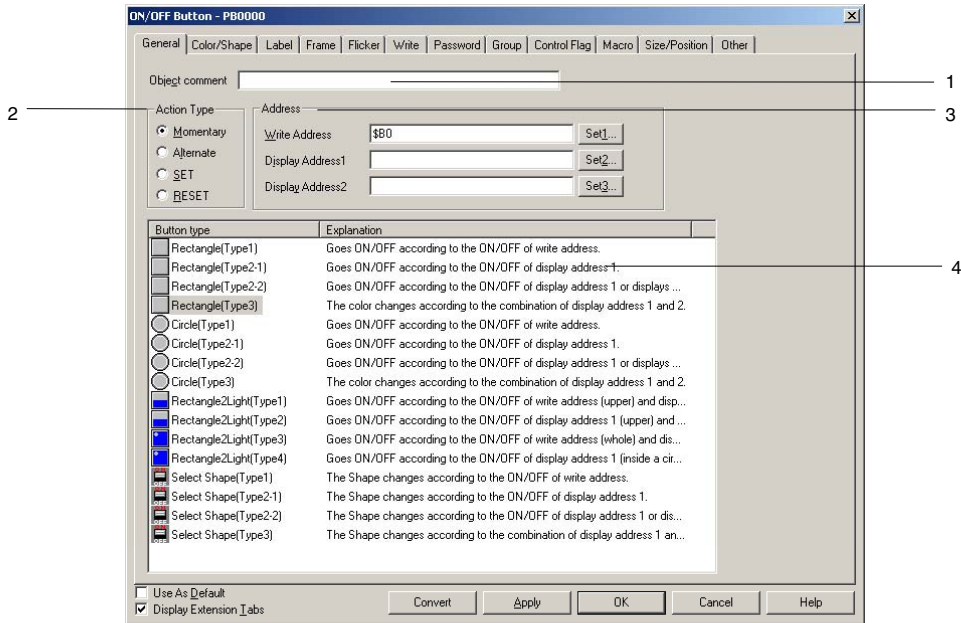 ON/OFF Button - PB0000
General Color/Shape Label Frame Flicker Write Password Group Control Flag Macro Size/Position Other
Object comment
1
2
Action Type
Momentary
Alternate
SET
RESET
Address
3
Write Address $B0 Set1...
Display Address1 Set2...
Display Address2 Set3...
Button type Explanation
Rectangle(Type1) Goes ON/OFF according to the ON/OFF of write address.
Rectangle(Type2-1) Goes ON/OFF according to the ON/OFF of display address 1.
4
Rectangle(Type2-2) Goes ON/OFF according to the ON/OFF of display address 1 or displays ...
Rectangle(Type3) The color changes according to the combination of display address 1 and 2.
Circle(Type1) Goes ON/OFF according to the ON/OFF of write address.
Circle(Type2-1) Goes ON/OFF according to the ON/OFF of display address 1.
Circle(Type2-2) Goes ON/OFF according to the ON/OFF of display address 1 or displays ...
Circle(Type3) The color changes according to the combination of display address 1 and 2.
Rectangle2Light(Type1) Goes ON/OFF according to the ON/OFF of write address (upper) and disp...
Rectangle2Light(Type2) Goes ON/OFF according to the ON/OFF of display address 1 (upper) and ...
Rectangle2Light(Type3) Goes ON/OFF according to the ON/OFF of write address (whole) and dis...
Rectangle2Light(Type4) Goes ON/OFF according to the ON/OFF of display address 1 (inside a cir...
Select Shape(Type1) The Shape changes according to the ON/OFF of write address.
Select Shape(Type2-1) The Shape changes according to the ON/OFF of display address 1.
Select Shape(Type2-2) The Shape changes according to the ON/OFF of display address 1 or dis...
Select Shape(Type3) The Shape changes according to the combination of display address 1 an...
Use As Default
Display Extension Tabs
Convert Apply OK Cancel Help